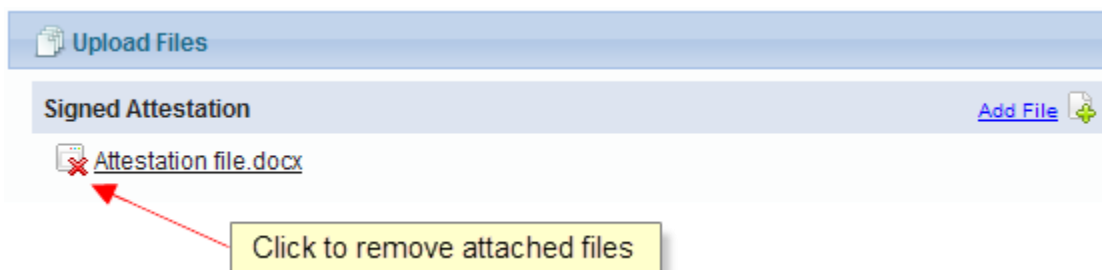 Upload Files
Signed Attestation
Add File
Attestation file.docx
Click to remove attached files